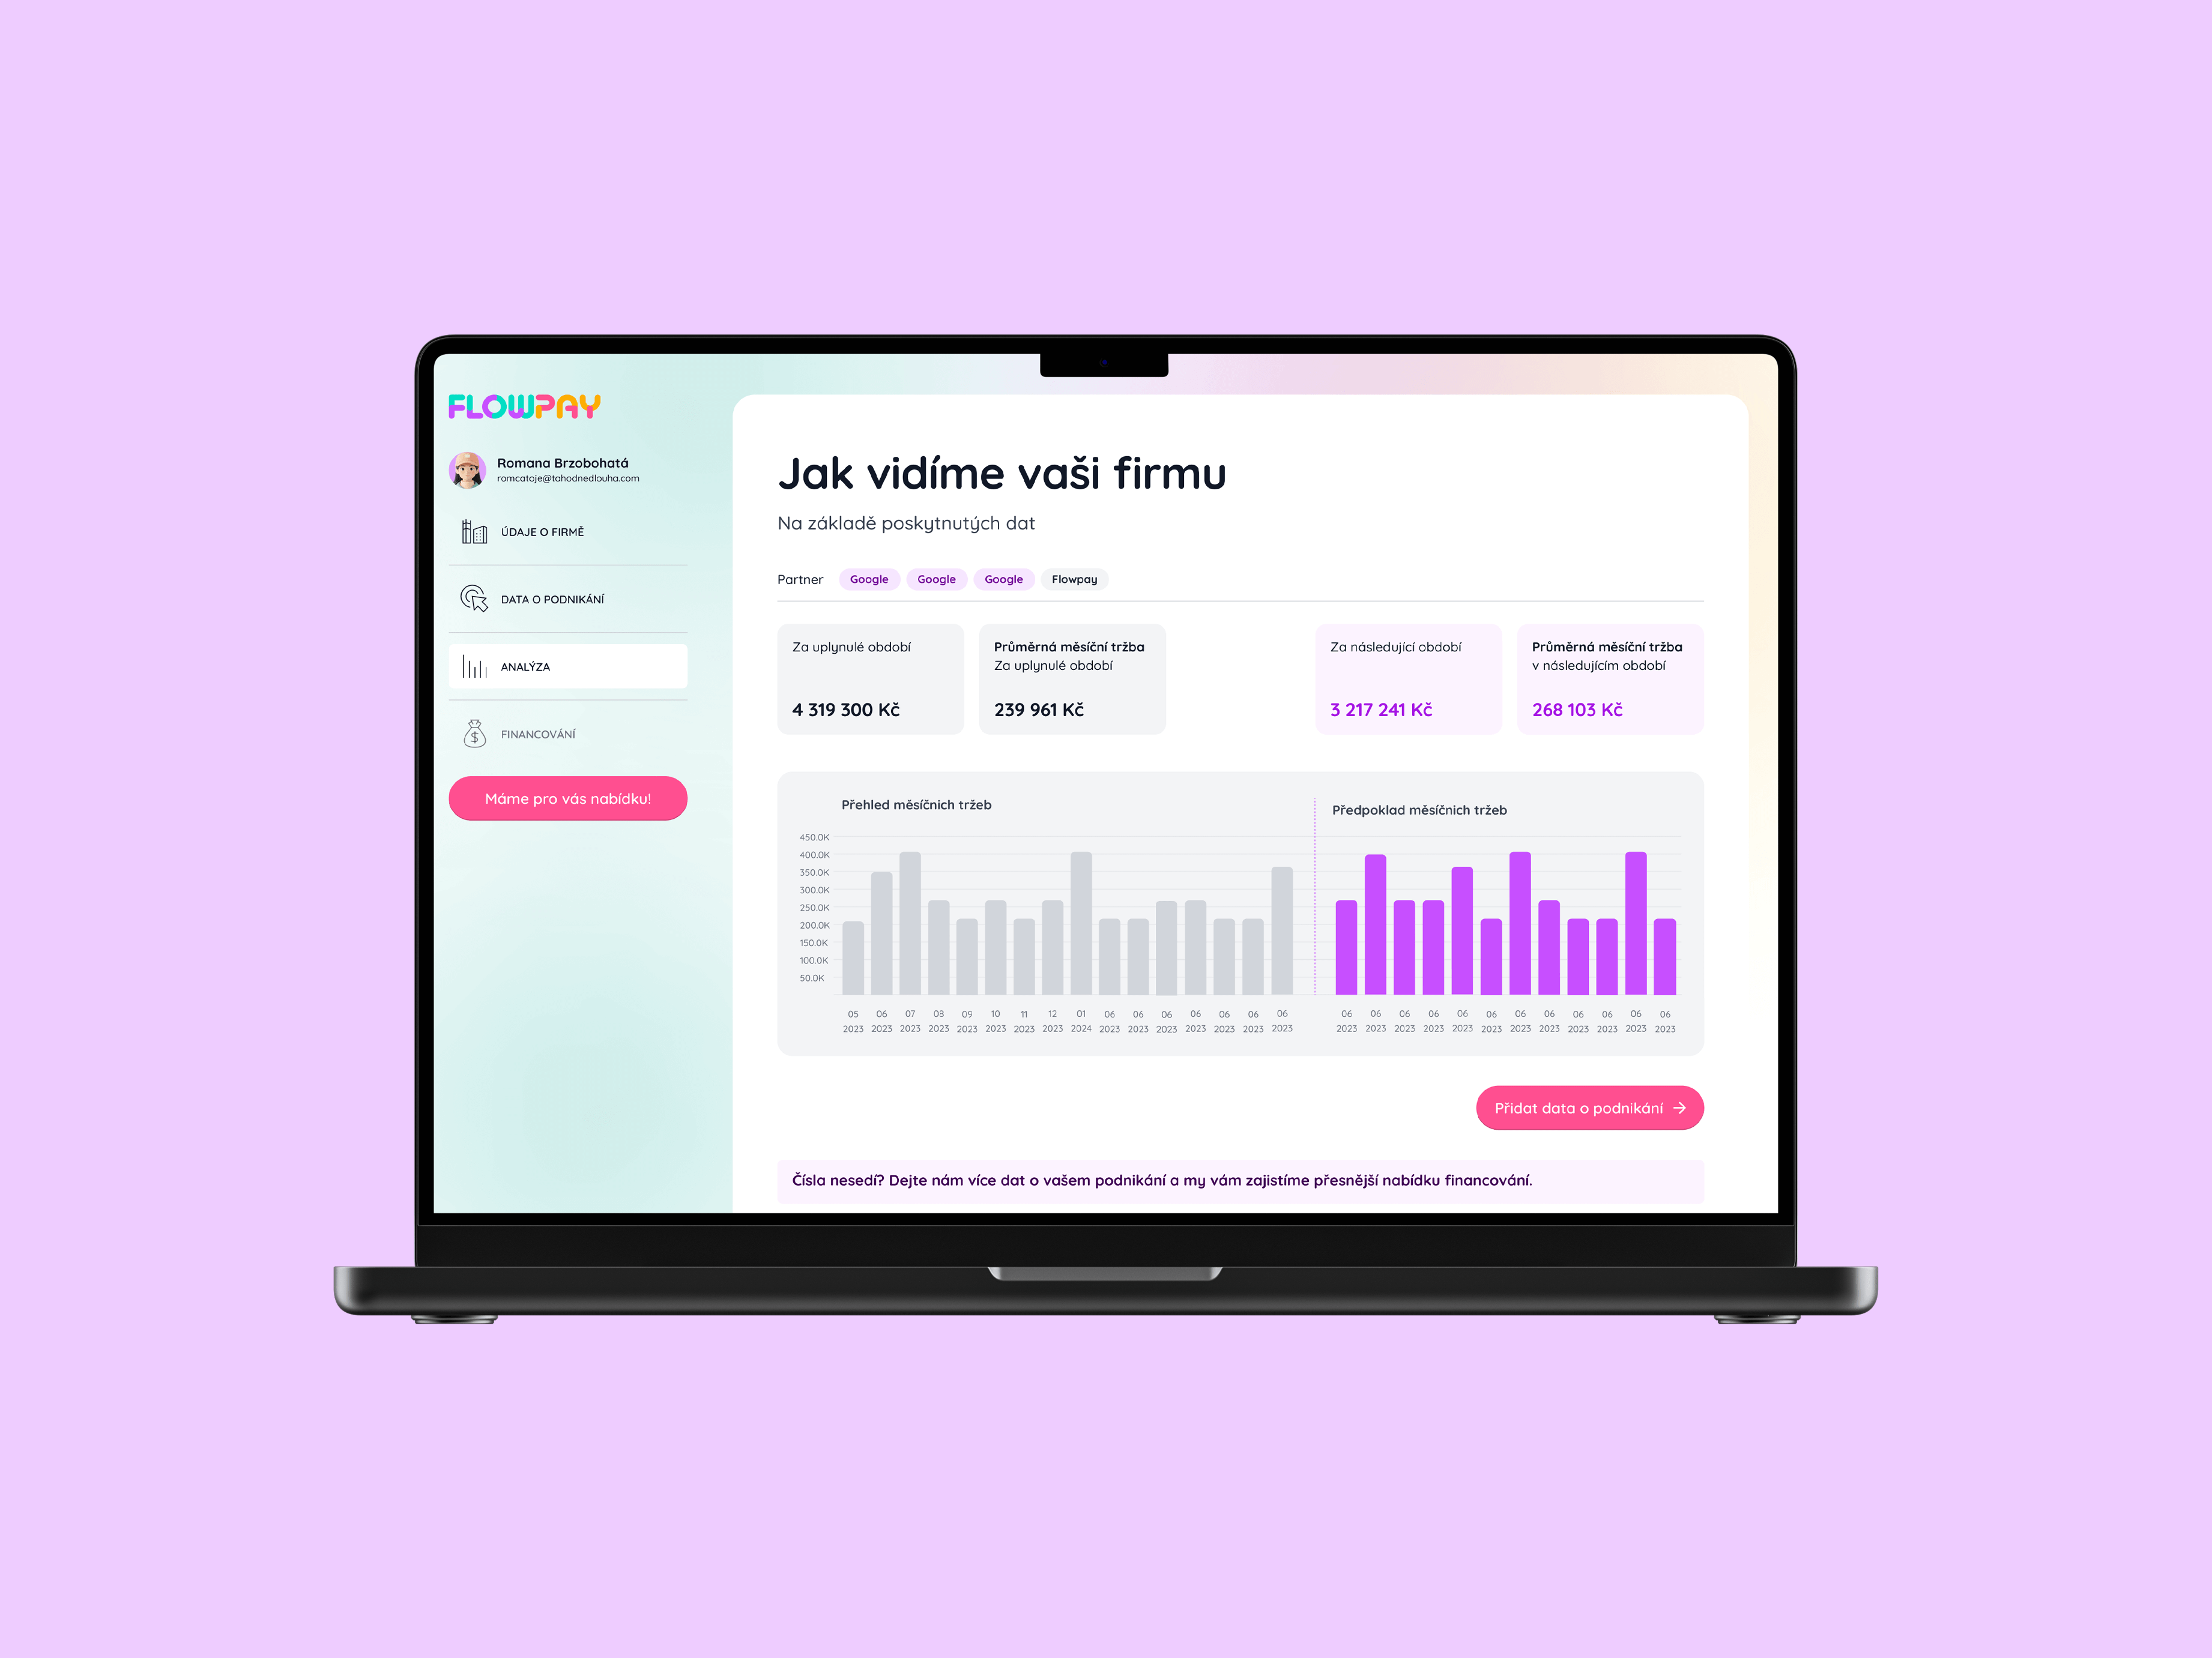 FLOWPAY
Romana Brzobohatá
romcatoje@tahodnedlouha.com
ÚDAJE O FIRMĚ
DATA O PODNIKÁNÍ
ANALÝZA
FINANCOVÁNÍ
Máme pro vás nabídku!
Jak vidíme vaši firmu
Na základě poskytnutých dat
Partner Google Google Google Flowpay
Za uplynulé období
4 319 300 Kč
Průměrná měsíční tržba
Za uplynulé období
239 961 Kč
Za následující období
3 217 241 Kč
Průměrná měsíční tržba
v následujícím období
268 103 Kč
Přehled měsíčnich tržeb
450.0K
400.0K
350.0K
300.0K
250.0K
200.0K
150.0K
100.0K
50.0K
05 06 07 08 09 10 11 12 01 06 06 06 06 06 06 06
2023 2023 2023 2023 2023 2023 2023 2023 2024 2023 2023 2023 2023 2023 2023 2023
Předpoklad měsíčnich tržeb
06 06 06 06 06 06 06 06 06 06 06 06
2023 2023 2023 2023 2023 2023 2023 2023 2023 2023 2023 2023
Přidat data o podnikání →
Čísla nesedí? Dejte nám více dat o vašem podnikání a my vám zajistíme přesnější nabídku financování.